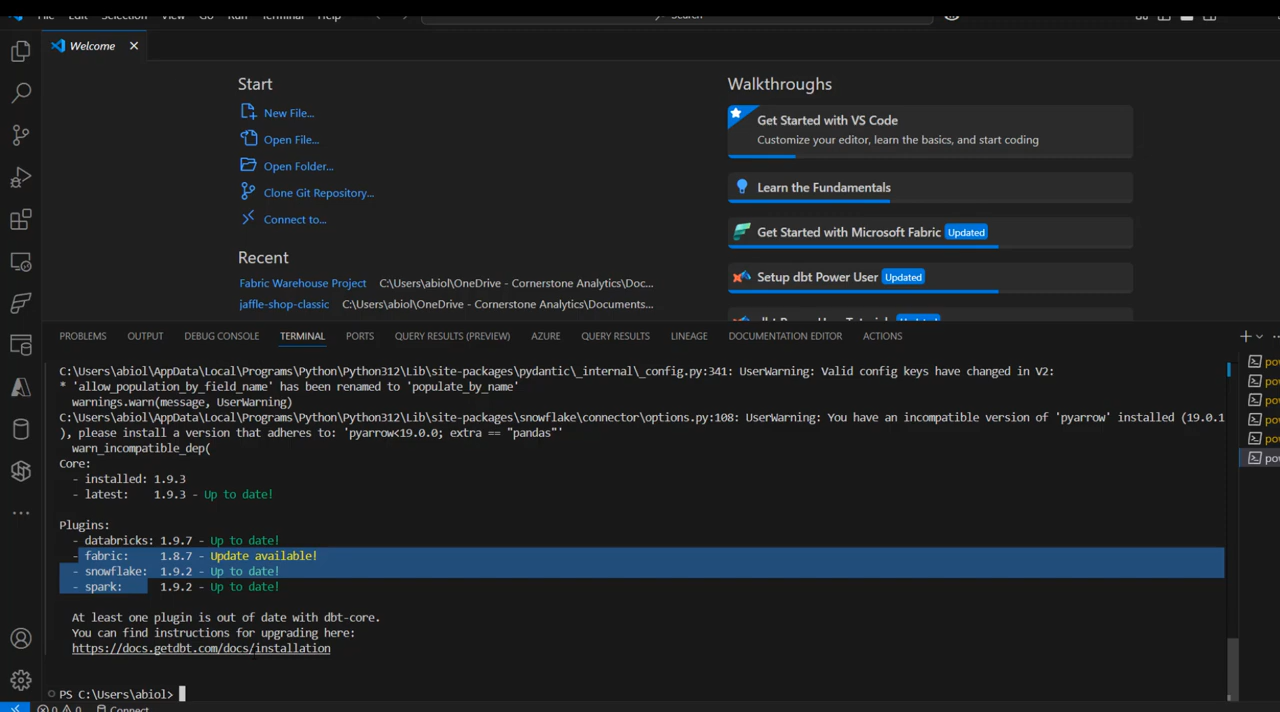 File Edit Selection View Go Run Terminal Help
Search
Welcome
Start
New File...
Open File...
Open Folder...
Clone Git Repository...
Connect to...
Recent
Fabric Warehouse Project C:\Users\abiol\OneDrive - Cornerstone Analytics\Doc...
jaffle-shop-classic C:\Users\abiol\OneDrive - Cornerstone Analytics\Documents...
Walkthroughs
Get Started with VS Code
Customize your editor, learn the basics, and start coding
Learn the Fundamentals
Get Started with Microsoft Fabric Updated
Setup dbt Power User Updated
PROBLEMS OUTPUT DEBUG CONSOLE TERMINAL PORTS QUERY RESULTS (PREVIEW) AZURE QUERY RESULTS LINEAGE DOCUMENTATION EDITOR ACTIONS
C:\Users\abiol\AppData\Local\Programs\Python\Python312\Lib\site-packages\pydantic\_internal\_config.py:341: UserWarning: Valid config keys have changed in V2:
* 'allow_population_by_field_name' has been renamed to 'populate_by_name'
warnings.warn(message, UserWarning)
C:\Users\abiol\AppData\Local\Programs\Python\Python312\Lib\site-packages\snowflake\connector\options.py:108: UserWarning: You have an incompatible version of 'pyarrow' installed (19.0.1
), please install a version that adheres to: 'pyarrow<19.0.0; extra == "pandas"'
warn_incompatible_dep(
Core:
- installed: 1.9.3
- latest: 1.9.3 - Up to date!
Plugins:
- databricks: 1.9.7 - Up to date!
- fabric: 1.8.7 - Update available!
- snowflake: 1.9.2 - Up to date!
- spark: 1.9.2 - Up to date!
At least one plugin is out of date with dbt-core.
You can find instructions for upgrading here:
https://docs.getdbt.com/docs/installation
PS C:\Users\abiol>
pow
pow
pow
pow
pow
pow
0 0 Connect